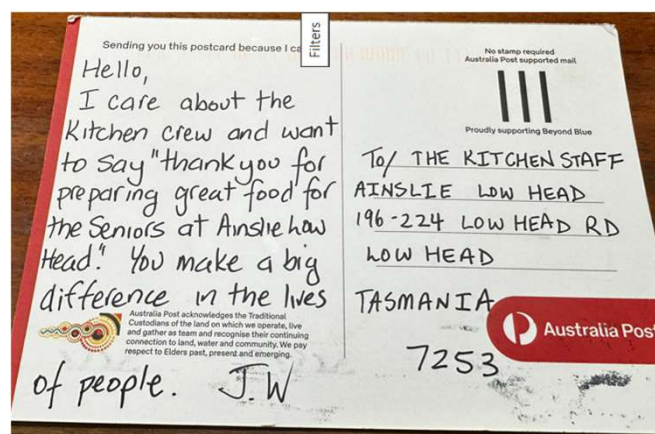 Sending you this postcard because I ca
Filters
Hello,
I care about the
Kitchen crew and want
to say "thankyou for
preparing great food for
the Seniors at Ainslie Low
Head." You make a big
difference in the lives
Australia Post acknowledges the Traditional
Custodians of the land on which we operate, live
and gather as team and recognise their continuing
connection to land, water and community. We pay
respect to Elders past, present and emerging.
of people. J.W
No stamp required
Australia Post supported mail
Proudly supporting Beyond Blue
To/ THE KITCHEN STAFF
AINSLIE LOW HEAD
196-224 LOW HEAD RD
LOW HEAD
TASMANIA
7253
Australia Pos